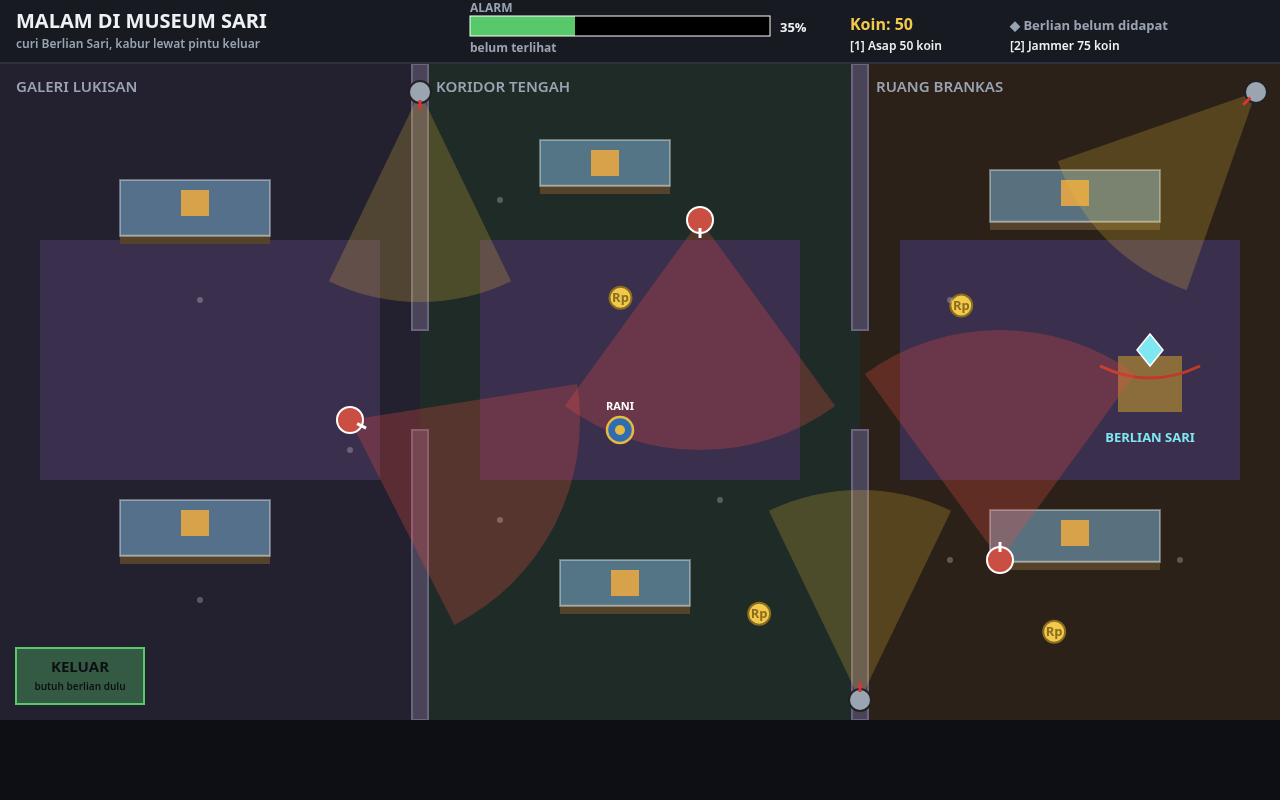 MALAM DI MUSEUM SARI
curi Berlian Sari, kabur lewat pintu keluar
ALARM
35%
belum terlihat
Koin: 50
[1] Asap 50 koin
◆ Berlian belum didapat
[2] Jammer 75 koin
GALERI LUKISAN
KORIDOR TENGAH
RUANG BRANKAS
Rp
Rp
RANI
BERLIAN SARI
Rp
Rp
KELUAR
butuh berlian dulu